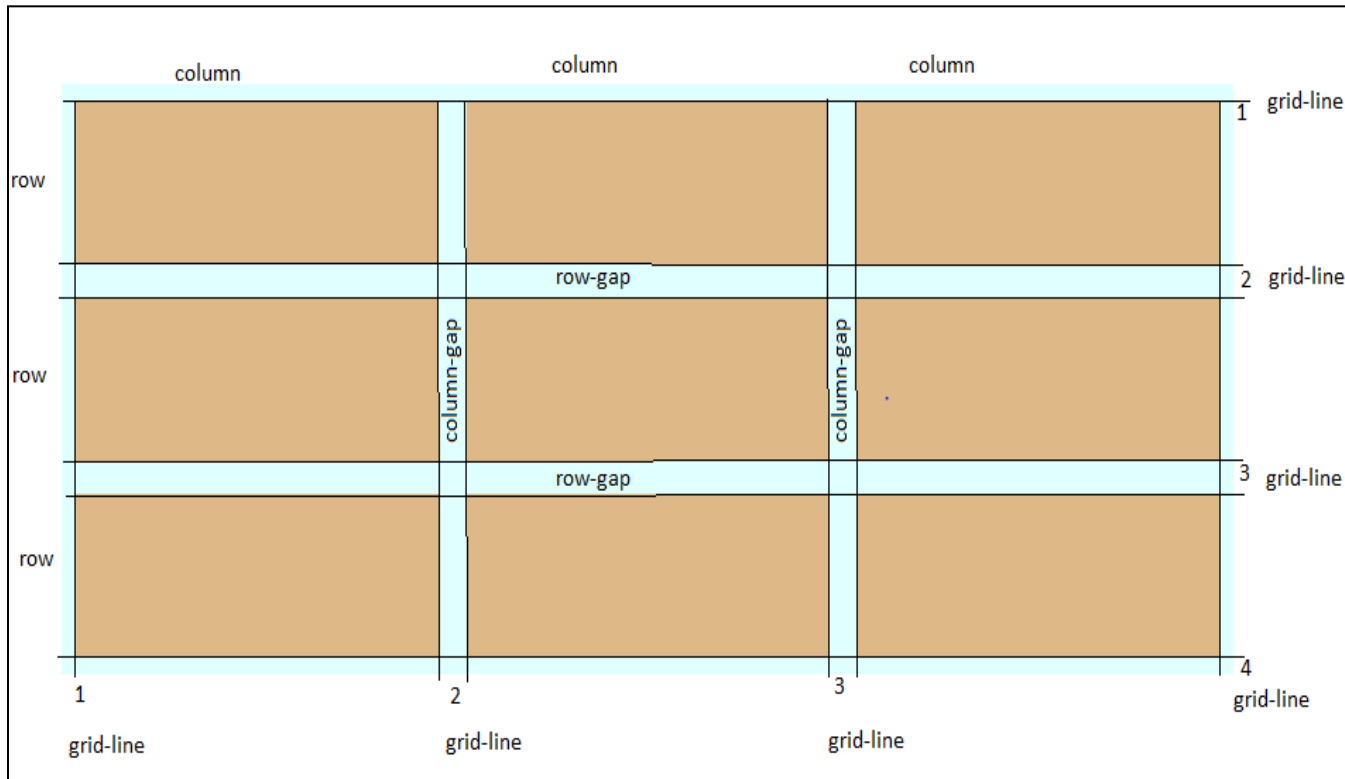 column
column
column
1
grid-line
row
row-gap
2
grid-line
column-gap
column-gap
row
row-gap
3
grid-line
row
1
2
3
4
grid-line
grid-line
grid-line
grid-line